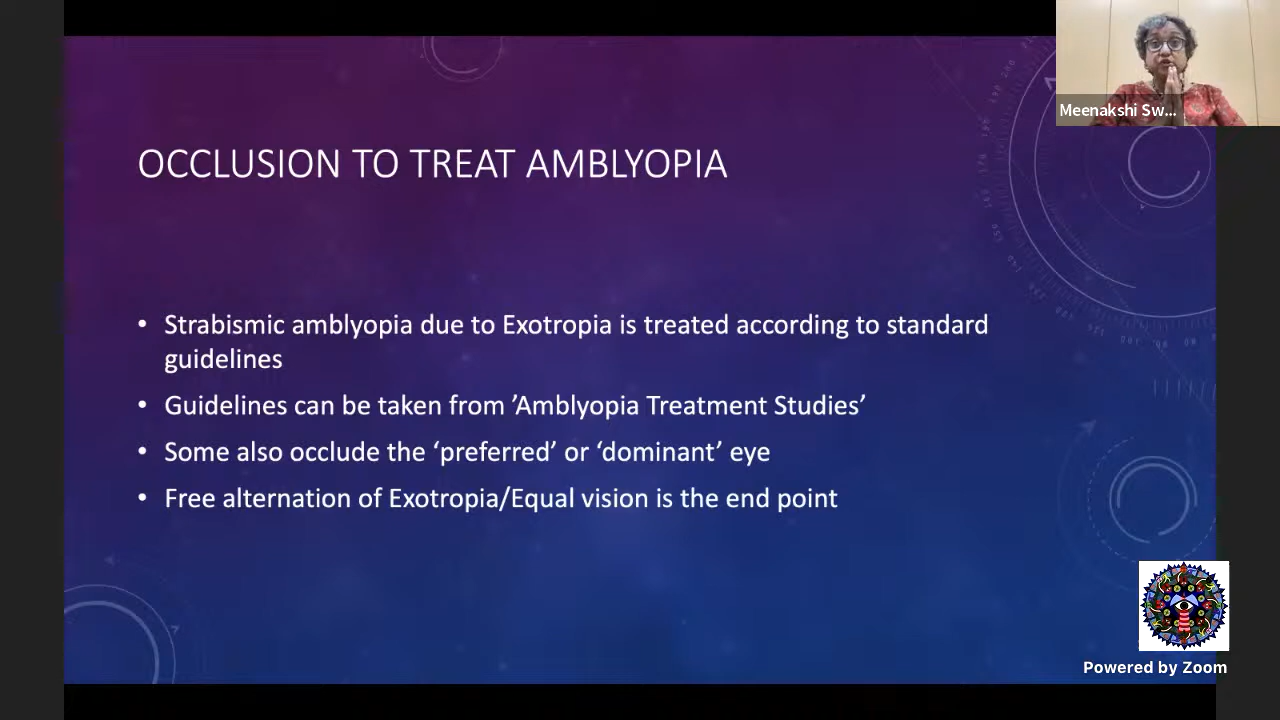 Meenakshi Sw...
OCCLUSION TO TREAT AMBLYOPIA
• Strabismic amblyopia due to Exotropia is treated according to standard
guidelines
• Guidelines can be taken from ’Amblyopia Treatment Studies’
• Some also occlude the ‘preferred’ or ‘dominant’ eye
• Free alternation of Exotropia/Equal vision is the end point
Powered by Zoom